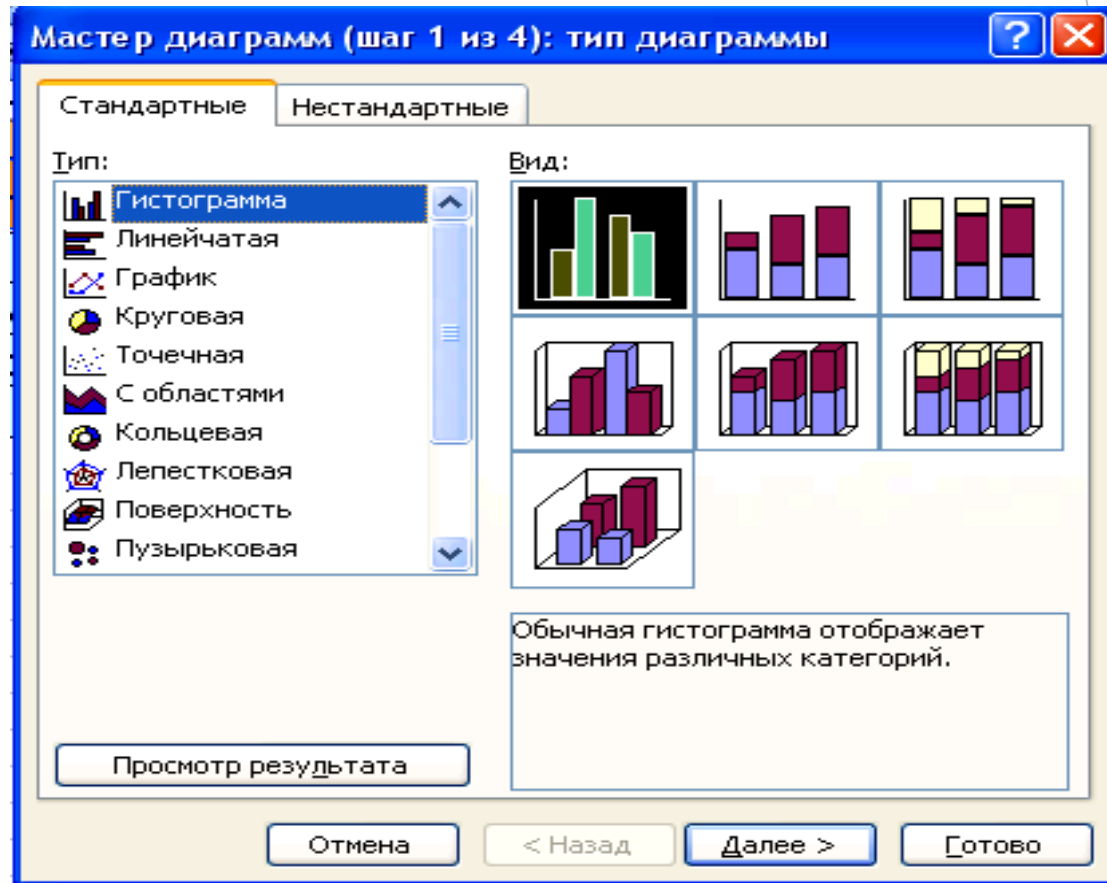 Мастер диаграмм (шаг 1 из 4): тип диаграммы
Стандартные
Нестандартные
Тип:
Гистограмма
Линейчатая
График
Круговая
Точечная
С областями
Кольцевая
Лепестковая
Поверхность
Пузырьковая
Вид:
Обычная гистограмма отображает
значения различных категорий.
Просмотр результата
Отмена
< Назад
Далее >
Готово